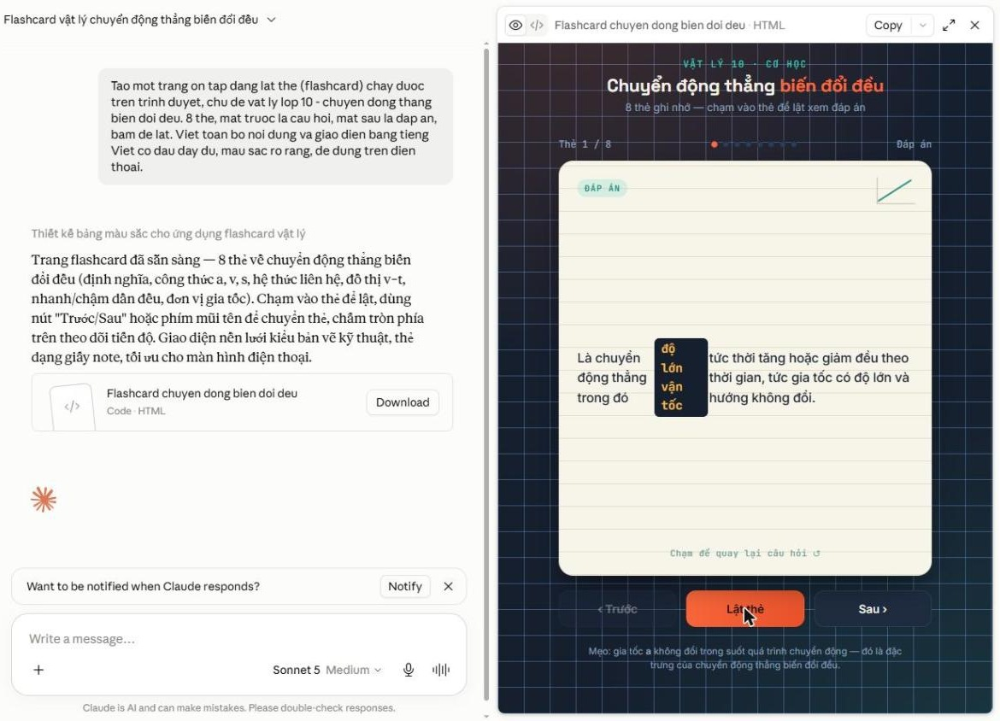 Flashcard vật lý chuyển động thẳng biến đổi đều
Tao mot trang on tap dang lat the (flashcard) chay duoc
tren trinh duyet, chu de vat ly lop 10 - chuyen dong thang
bien doi deu. 8 the, mat truoc la cau hoi, mat sau la dap an,
bam de lat. Viet toan bo noi dung va giao dien bang tieng
Viet co dau day du, mau sac ro rang, de dung tren dien
thoai.
Thiết kế bảng màu sắc cho ứng dụng flashcard vật lý
Trang flashcard đã sẵn sàng — 8 thẻ về chuyển động thẳng biến
đổi đều (định nghĩa, công thức a, v, s, hệ thức liên hệ, đồ thị v–t,
nhanh/chậm dần đều, đơn vị gia tốc). Chạm vào thẻ để lật, dùng
nút "Trước/Sau" hoặc phím mũi tên để chuyển thẻ, chấm tròn phía
trên theo dõi tiến độ. Giao diện nền lưới kiểu bản vẽ kỹ thuật, thẻ
dạng giấy note, tối ưu cho màn hình điện thoại.
Flashcard chuyen dong bien doi deu
Code · HTML
Download
Want to be notified when Claude responds?
Notify
Write a message...
Sonnet 5 Medium
Claude is AI and can make mistakes. Please double-check responses.
Flashcard chuyen dong bien doi deu · HTML
Copy
VẬT LÝ 10 · CƠ HỌC
Chuyển động thẳng biến đổi đều
8 thẻ ghi nhớ — chạm vào thẻ để lật xem đáp án
Thẻ 1 / 8
Đáp án
ĐÁP ÁN
Là chuyển
động thẳng
trong đó
độ
lớn
vận
tốc
tức thời tăng hoặc giảm đều theo
thời gian, tức gia tốc có độ lớn và
hướng không đổi.
Chạm để quay lại câu hỏi ↺
‹ Trước
Lật thẻ
Sau ›
Mẹo: gia tốc a không đổi trong suốt quá trình chuyển động — đó là đặc
trưng của chuyển động thẳng biến đổi đều.